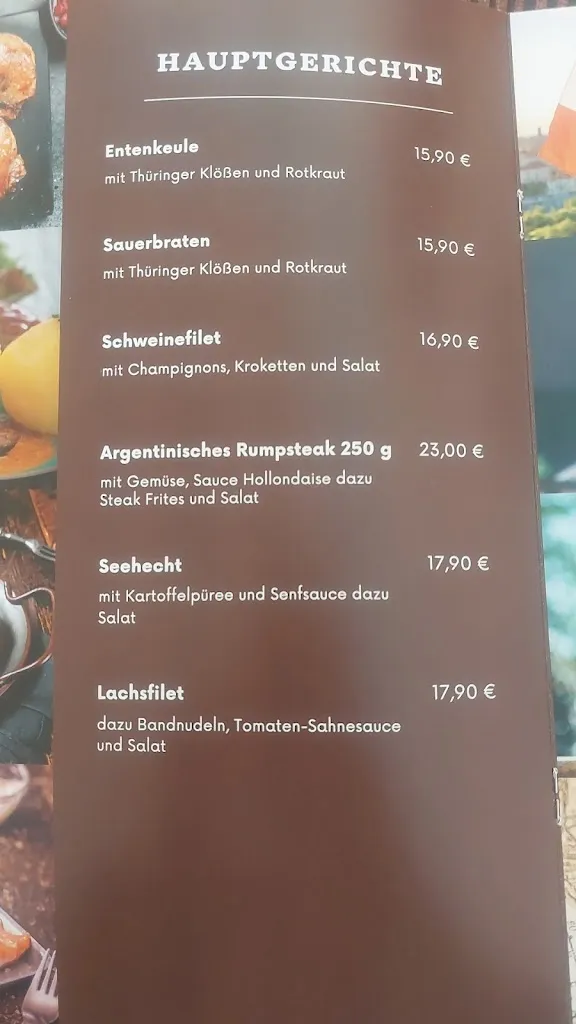 HAUPTGERICHTE
Entenkeule 15,90 €
mit Thüringer Klößen und Rotkraut
Sauerbraten 15,90 €
mit Thüringer Klößen und Rotkraut
Schweinefilet 16,90 €
mit Champignons, Kroketten und Salat
Argentinisches Rumpsteak 250 g 23,00 €
mit Gemüse, Sauce Hollondaise dazu
Steak Frites und Salat
Seehecht 17,90 €
mit Kartoffelpüree und Senfsauce dazu
Salat
Lachsfilet 17,90 €
dazu Bandnudeln, Tomaten-Sahnesauce
und Salat